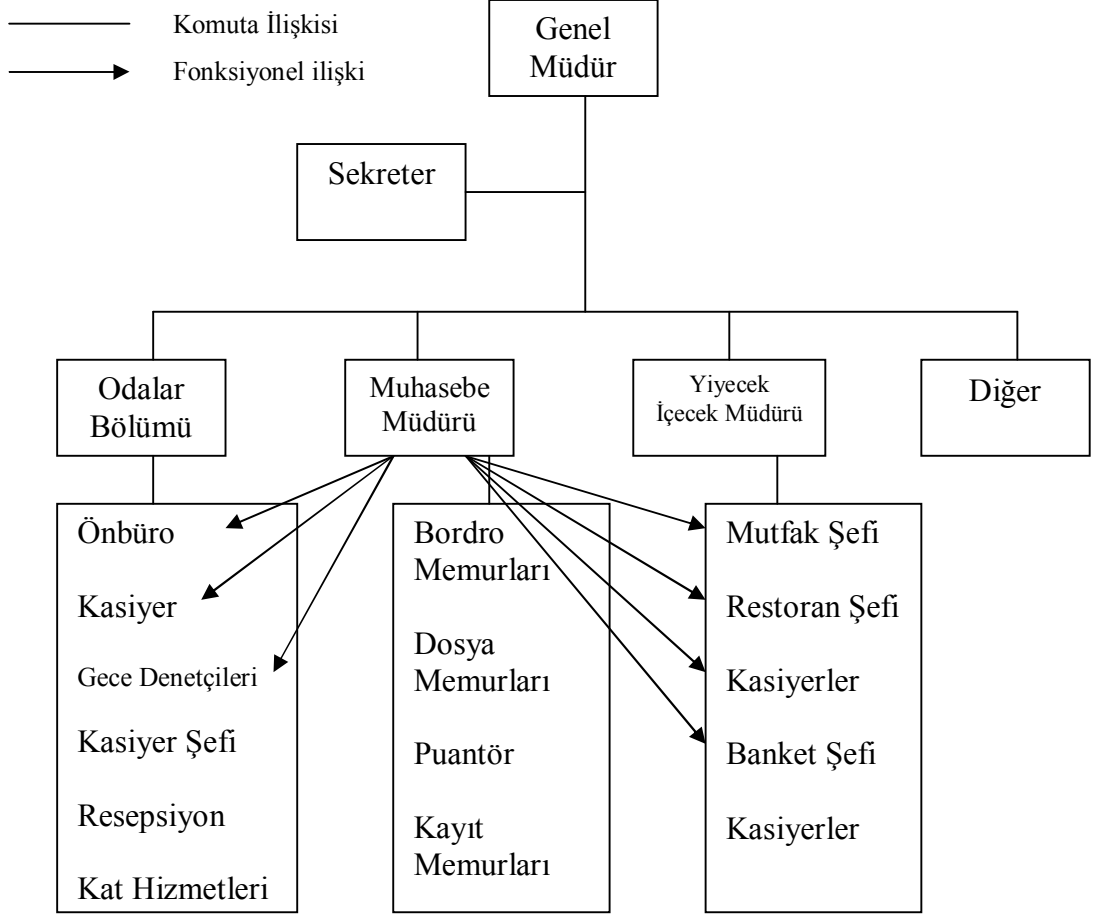 Komuta İlişkisi
Fonksiyonel ilişki
Genel
Müdür
Sekreter
Odalar
Bölümü
Muhasebe
Müdürü
Yiyecek
İçecek Müdürü
Diğer
Önbüro
Kasiyer
Gece Denetçileri
Kasiyer Şefi
Resepsiyon
Kat Hizmetleri
Bordro
Memurları
Dosya
Memurları
Puantör
Kayıt
Memurları
Mutfak Şefi
Restoran Şefi
Kasiyerler
Banket Şefi
Kasiyerler